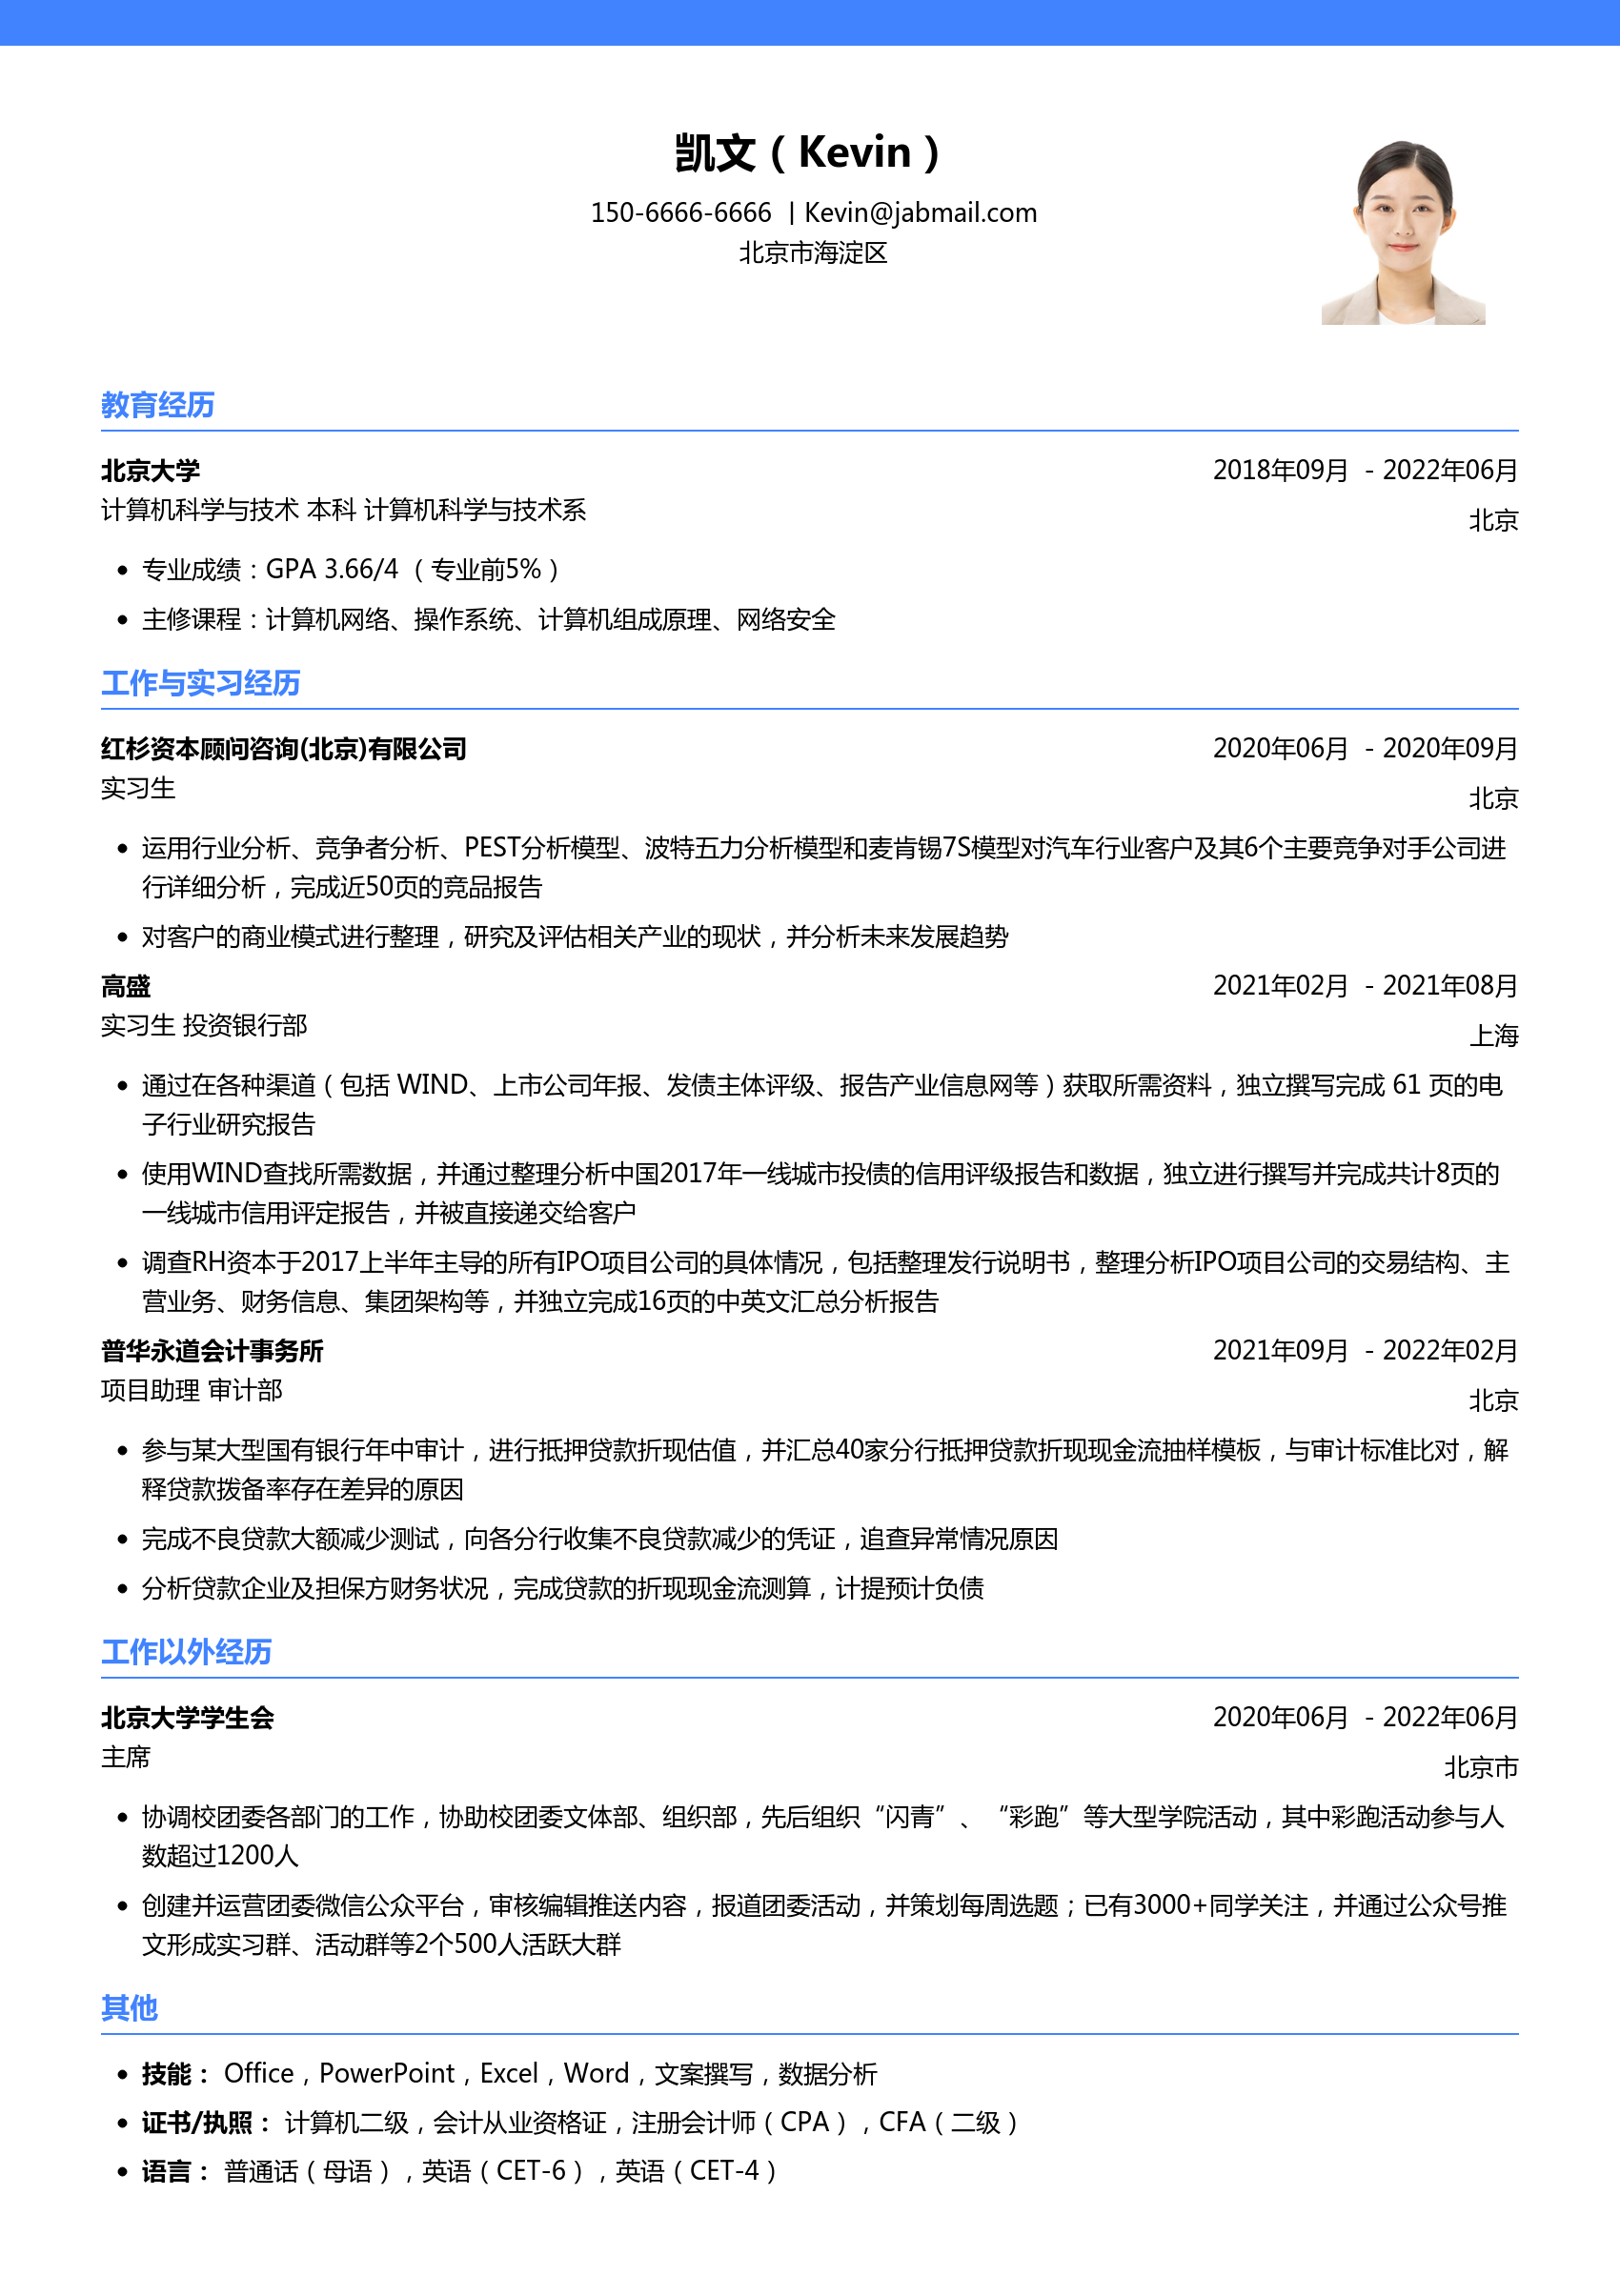 凯文（Kevin）
150-6666-6666 | Kevin@jabmail.com
北京市海淀区
教育经历
北京大学 2018年09月 - 2022年06月
计算机科学与技术 本科 计算机科学与技术系 北京
• 专业成绩：GPA 3.66/4 （专业前5%）
• 主修课程：计算机网络、操作系统、计算机组成原理、网络安全
工作与实习经历
红杉资本顾问咨询(北京)有限公司 2020年06月 - 2020年09月
实习生 北京
• 运用行业分析、竞争者分析、PEST分析模型、波特五力分析模型和麦肯锡7S模型对汽车行业客户及其6个主要竞争对手公司进
行详细分析，完成近50页的竞品报告
• 对客户的商业模式进行整理，研究及评估相关产业的现状，并分析未来发展趋势
高盛 2021年02月 - 2021年08月
实习生 投资银行部 上海
• 通过在各种渠道（包括 WIND、上市公司年报、发债主体评级、报告产业信息网等）获取所需资料，独立撰写完成 61 页的电
子行业研究报告
• 使用WIND查找所需数据，并通过整理分析中国2017年一线城市投债的信用评级报告和数据，独立进行撰写并完成共计8页的
一线城市信用评定报告，并被直接递交给客户
• 调查RH资本于2017上半年主导的所有IPO项目公司的具体情况，包括整理发行说明书，整理分析IPO项目公司的交易结构、主
营业务、财务信息、集团架构等，并独立完成16页的中英文汇总分析报告
普华永道会计事务所 2021年09月 - 2022年02月
项目助理 审计部 北京
• 参与某大型国有银行年中审计，进行抵押贷款折现估值，并汇总40家分行抵押贷款折现现金流抽样模板，与审计标准比对，解
释贷款拨备率存在差异的原因
• 完成不良贷款大额减少测试，向各分行收集不良贷款减少的凭证，追查异常情况原因
• 分析贷款企业及担保方财务状况，完成贷款的折现现金流测算，计提预计负债
工作以外经历
北京大学学生会 2020年06月 - 2022年06月
主席 北京市
• 协调校团委各部门的工作，协助校团委文体部、组织部，先后组织“闪青”、“彩跑”等大型学院活动，其中彩跑活动参与人
数超过1200人
• 创建并运营团委微信公众平台，审核编辑推送内容，报道团委活动，并策划每周选题；已有3000+同学关注，并通过公众号推
文形成实习群、活动群等2个500人活跃大群
其他
• 技能： Office，PowerPoint，Excel，Word，文案撰写，数据分析
• 证书/执照： 计算机二级，会计从业资格证，注册会计师（CPA），CFA（二级）
• 语言： 普通话（母语），英语（CET-6），英语（CET-4）